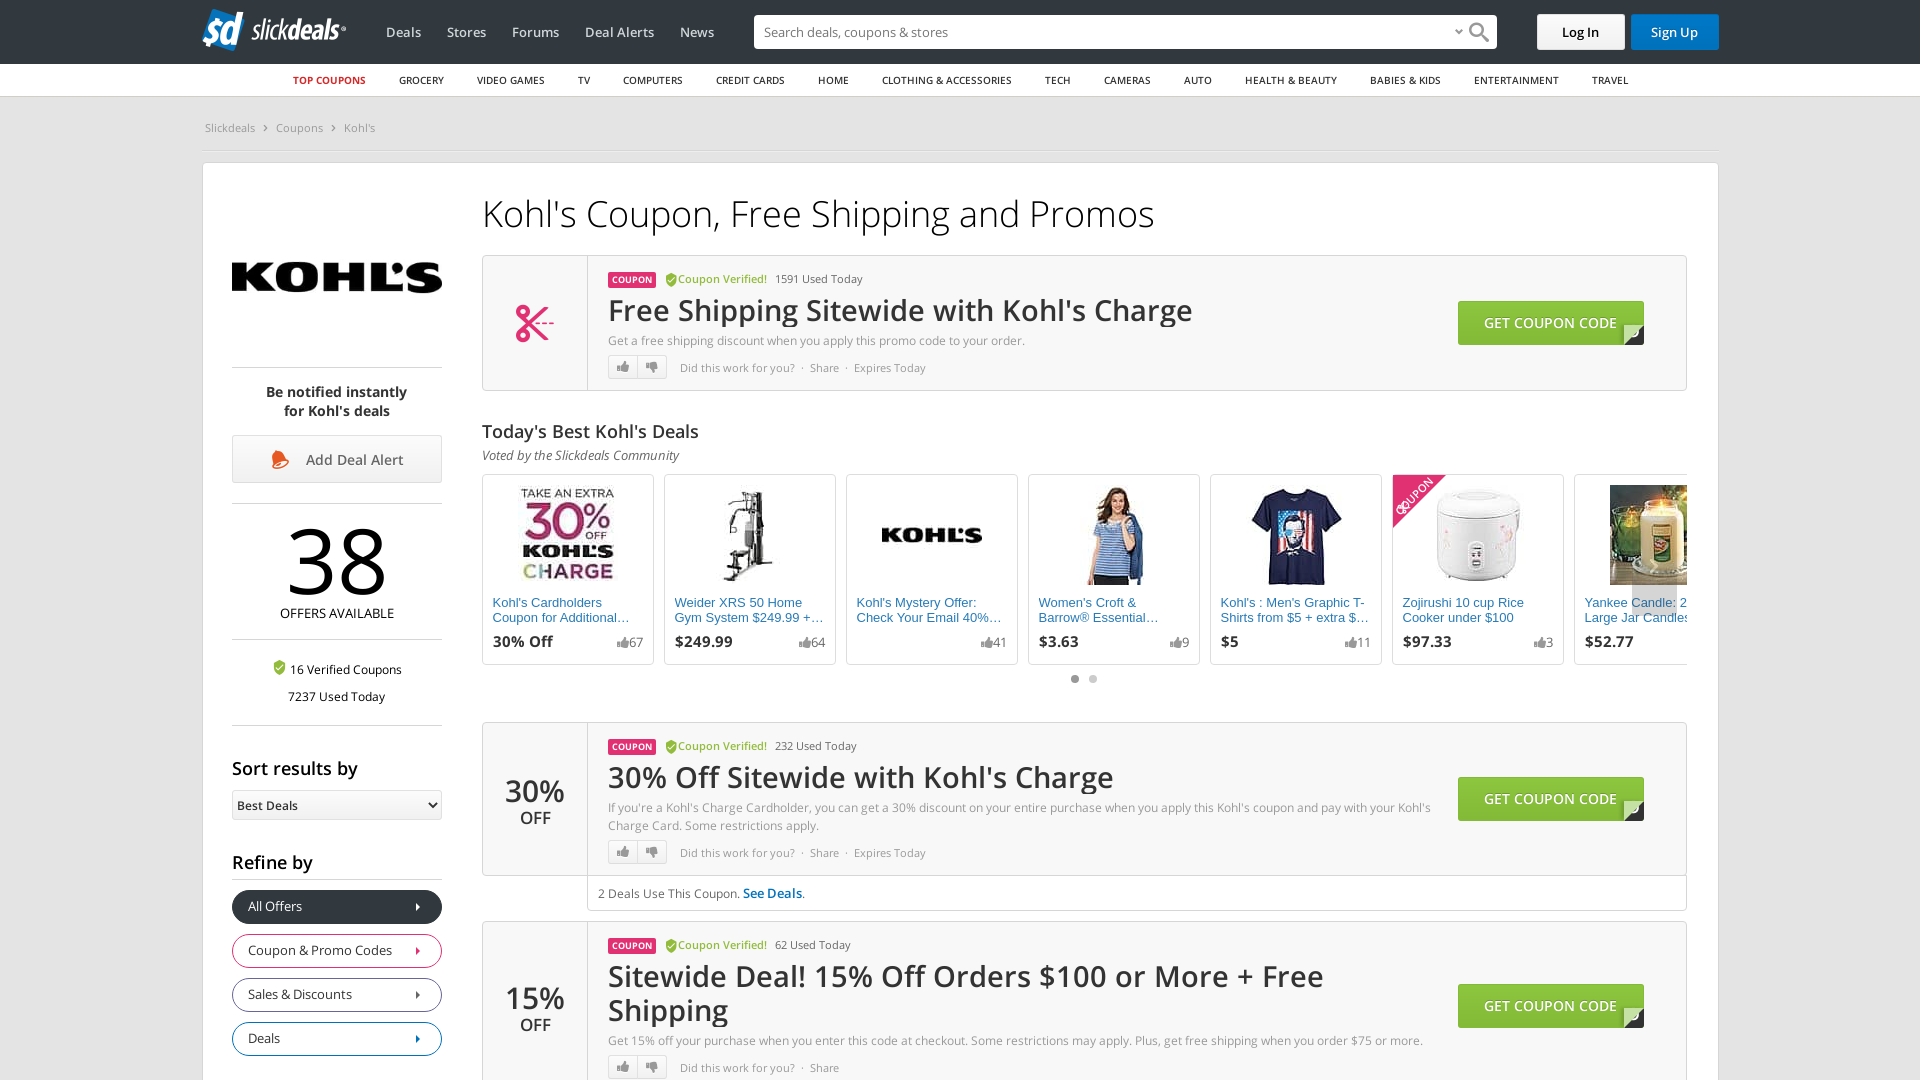 sd slickdeals
Deals
Stores
Forums
Deal Alerts
News
Search deals, coupons & stores
Log In
Sign Up
TOP COUPONS
GROCERY
VIDEO GAMES
TV
COMPUTERS
CREDIT CARDS
HOME
CLOTHING & ACCESSORIES
TECH
CAMERAS
AUTO
HEALTH & BEAUTY
BABIES & KIDS
ENTERTAINMENT
TRAVEL
Slickdeals
Coupons
Kohl's
KOHL'S
Be notified instantly
for Kohl's deals
Add Deal Alert
38
OFFERS AVAILABLE
16 Verified Coupons
7237 Used Today
Sort results by
Best Deals
Refine by
All Offers
Coupon & Promo Codes
Sales & Discounts
Deals
Kohl's Coupon, Free Shipping and Promos
COUPON Coupon Verified! 1591 Used Today
Free Shipping Sitewide with Kohl's Charge
Get a free shipping discount when you apply this promo code to your order.
Did this work for you? · Share · Expires Today
GET COUPON CODE
Today's Best Kohl's Deals
Voted by the Slickdeals Community
TAKE AN EXTRA
30% OFF
KOHL'S
CHARGE
Kohl's Cardholders
Coupon for Additional…
30% Off
67
Weider XRS 50 Home
Gym System $249.99 +…
$249.99
64
KOHL'S
Kohl's Mystery Offer:
Check Your Email 40%…
41
Women's Croft &
Barrow® Essential…
$3.63
9
Kohl's : Men's Graphic T-
Shirts from $5 + extra $…
$5
11
COUPON
Zojirushi 10 cup Rice
Cooker under $100
$97.33
3
Yankee Candle: 2
Large Jar Candles
$52.77
30%
OFF
COUPON Coupon Verified! 232 Used Today
30% Off Sitewide with Kohl's Charge
If you're a Kohl's Charge Cardholder, you can get a 30% discount on your entire purchase when you apply this Kohl's coupon and pay with your Kohl's
Charge Card. Some restrictions apply.
Did this work for you? · Share · Expires Today
GET COUPON CODE
2 Deals Use This Coupon. See Deals.
15%
OFF
COUPON Coupon Verified! 62 Used Today
Sitewide Deal! 15% Off Orders $100 or More + Free
Shipping
Get 15% off your purchase when you enter this code at checkout. Some restrictions may apply. Plus, get free shipping when you order $75 or more.
Did this work for you? · Share
GET COUPON CODE